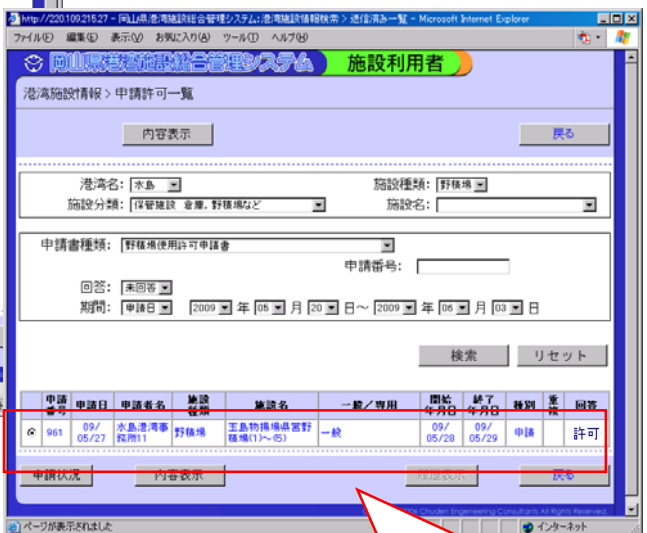 http://220.109.215.27 - 岡山県港湾施設総合管理システム:港湾施設情報検索 > 送信済み一覧 - Microsoft Internet Explorer
ファイル(F) 編集(E) 表示(V) お気に入り(A) ツール(T) ヘルプ(H)
岡山県港湾施設総合管理システム 施設利用者
港湾施設情報 > 申請許可一覧
内容表示 戻る
港湾名: 水島 施設種類: 野積場
施設分類: 保管施設 倉庫,野積場など 施設名:
申請書種類: 野積場使用許可申請書
申請番号:
回答: 未回答
期間: 申請日 2009 年 05 月 20 日～ 2009 年 06 月 03 日
検索 リセット
申請番号 申請日 申請者名 施設種類 施設名 一般／専用 開始年月日 終了年月日 種別 重複 回答
961 09/05/27 水島港湾事務所11 野積場 玉島物揚場県営野積場(1)～(5) 一般 09/05/28 09/05/29 申請 許可
申請状況 内容表示 履歴表示 戻る
Chuden Engeneering Consultants All Rights Reserved.
ページが表示されました インターネット